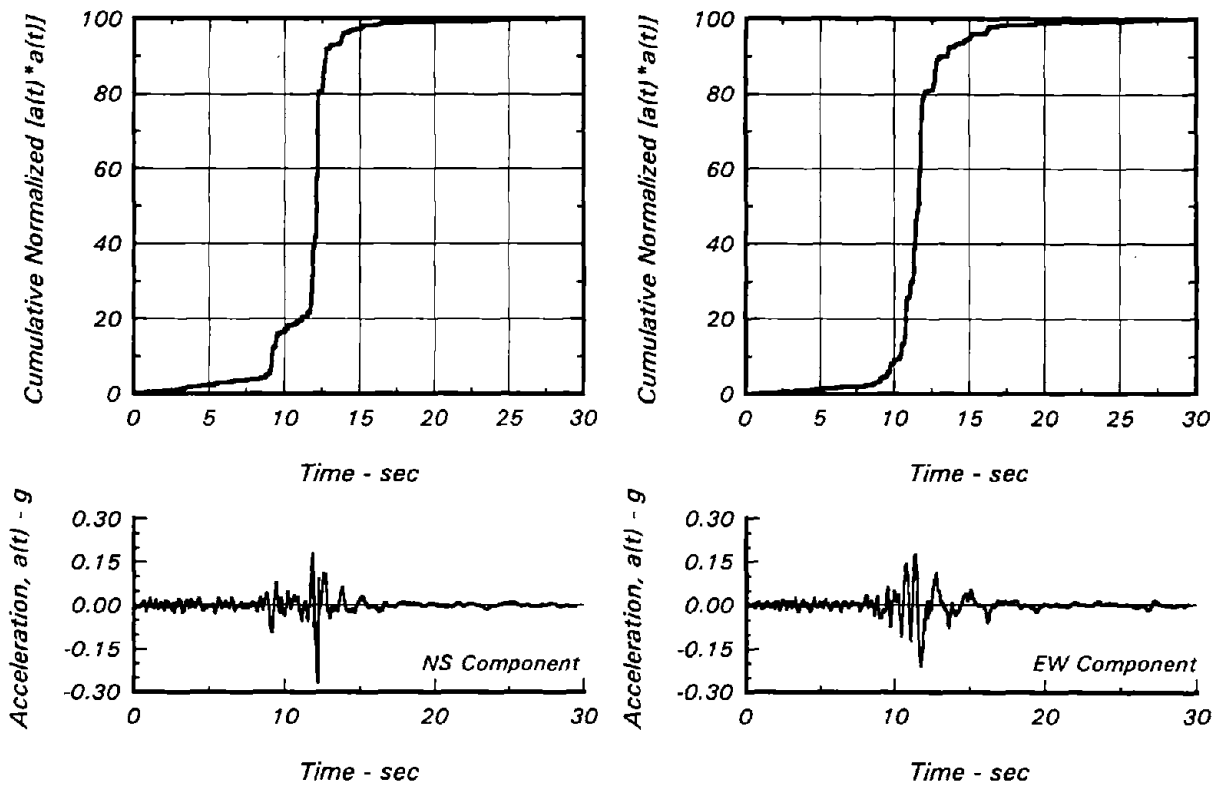 Cumulative Normalized [a(t)*a(t)]
100
80
60
40
20
0
0 5 10 15 20 25 30
Time - sec
Cumulative Normalized [a(t)*a(t)]
100
80
60
40
20
0
0 5 10 15 20 25 30
Time - sec
Acceleration, a(t) - g
0.30
0.15
0.00
-0.15
-0.30
NS Component
0 10 20 30
Time - sec
Acceleration, a(t) - g
0.30
0.15
0.00
-0.15
-0.30
EW Component
0 10 20 30
Time - sec